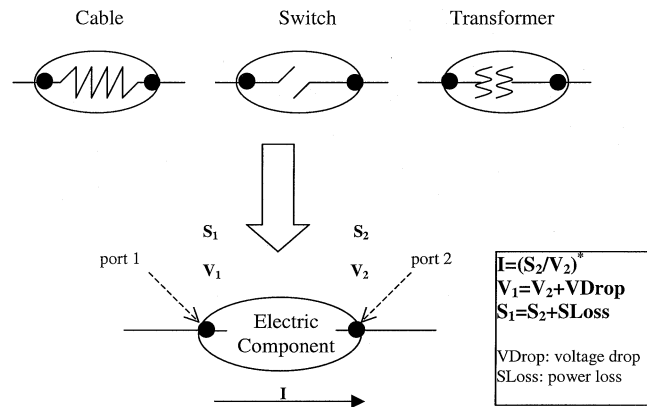 Cable Switch Transformer
S₁ S₂
port 1 V₁ V₂ port 2
Electric
Component
I
I=(S₂/V₂)*
V₁=V₂+VDrop
S₁=S₂+SLoss
VDrop: voltage drop
SLoss: power loss